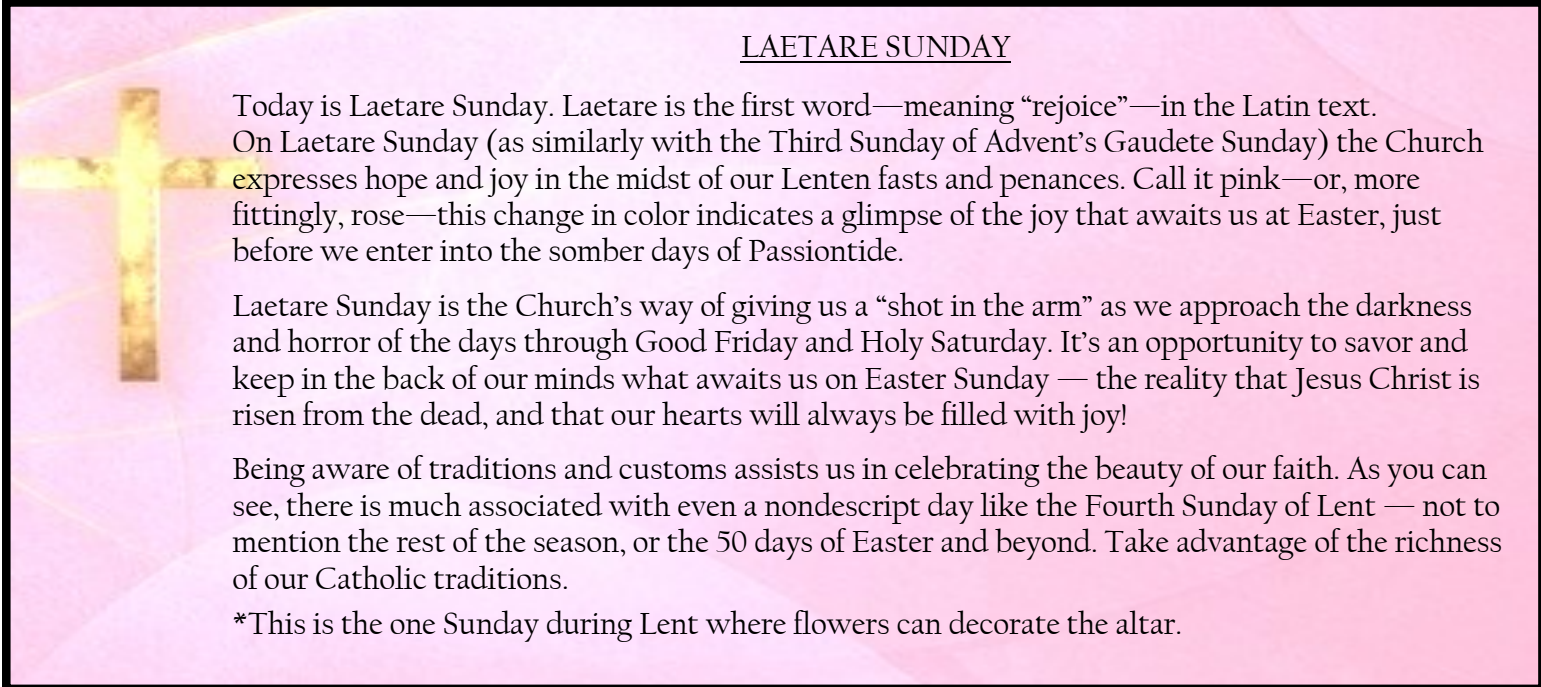 LAETARE SUNDAY
Today is Laetare Sunday. Laetare is the first word—meaning “rejoice”—in the Latin text.
On Laetare Sunday (as similarly with the Third Sunday of Advent’s Gaudete Sunday) the Church
expresses hope and joy in the midst of our Lenten fasts and penances. Call it pink—or, more
fittingly, rose—this change in color indicates a glimpse of the joy that awaits us at Easter, just
before we enter into the somber days of Passiontide.
Laetare Sunday is the Church’s way of giving us a “shot in the arm” as we approach the darkness
and horror of the days through Good Friday and Holy Saturday. It’s an opportunity to savor and
keep in the back of our minds what awaits us on Easter Sunday — the reality that Jesus Christ is
risen from the dead, and that our hearts will always be filled with joy!
Being aware of traditions and customs assists us in celebrating the beauty of our faith. As you can
see, there is much associated with even a nondescript day like the Fourth Sunday of Lent — not to
mention the rest of the season, or the 50 days of Easter and beyond. Take advantage of the richness
of our Catholic traditions.
*This is the one Sunday during Lent where flowers can decorate the altar.